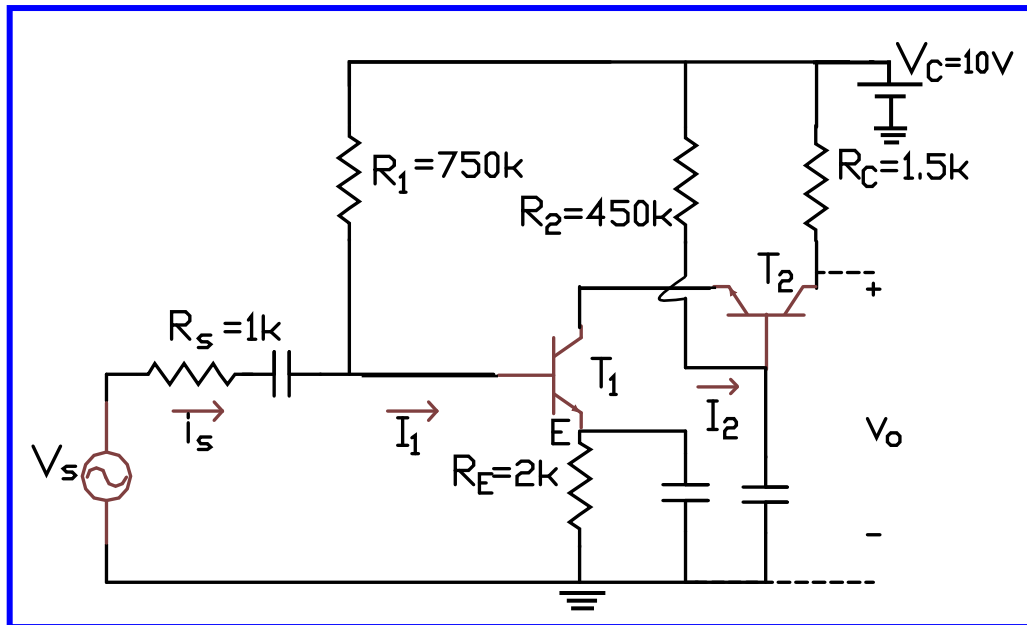 V_C=10V
R_1=750k
R_C=1.5k
R_2=450k
T_2
+
R_s=1k
T_1
i_s
I_1
E
I_2
V_o
V_s
R_E=2k
-